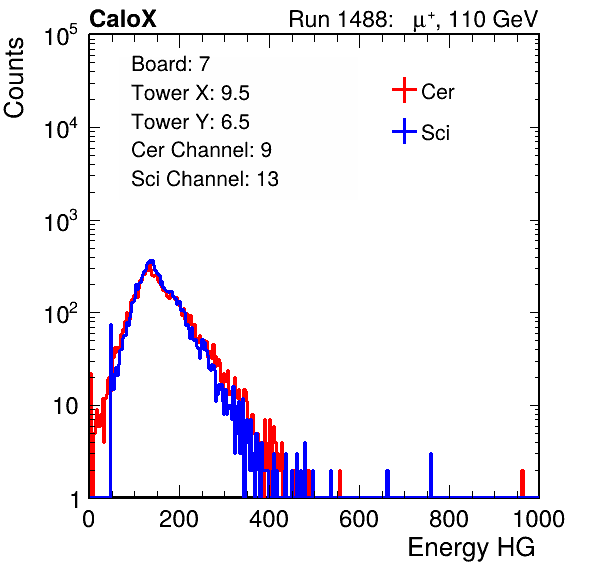 CaloX Run 1488: μ⁺, 110 GeV
Counts
10⁵
10⁴
10³
10²
10
1
Board: 7
Tower X: 9.5
Tower Y: 6.5
Cer Channel: 9
Sci Channel: 13
Cer
Sci
0 200 400 600 800 1000
Energy HG